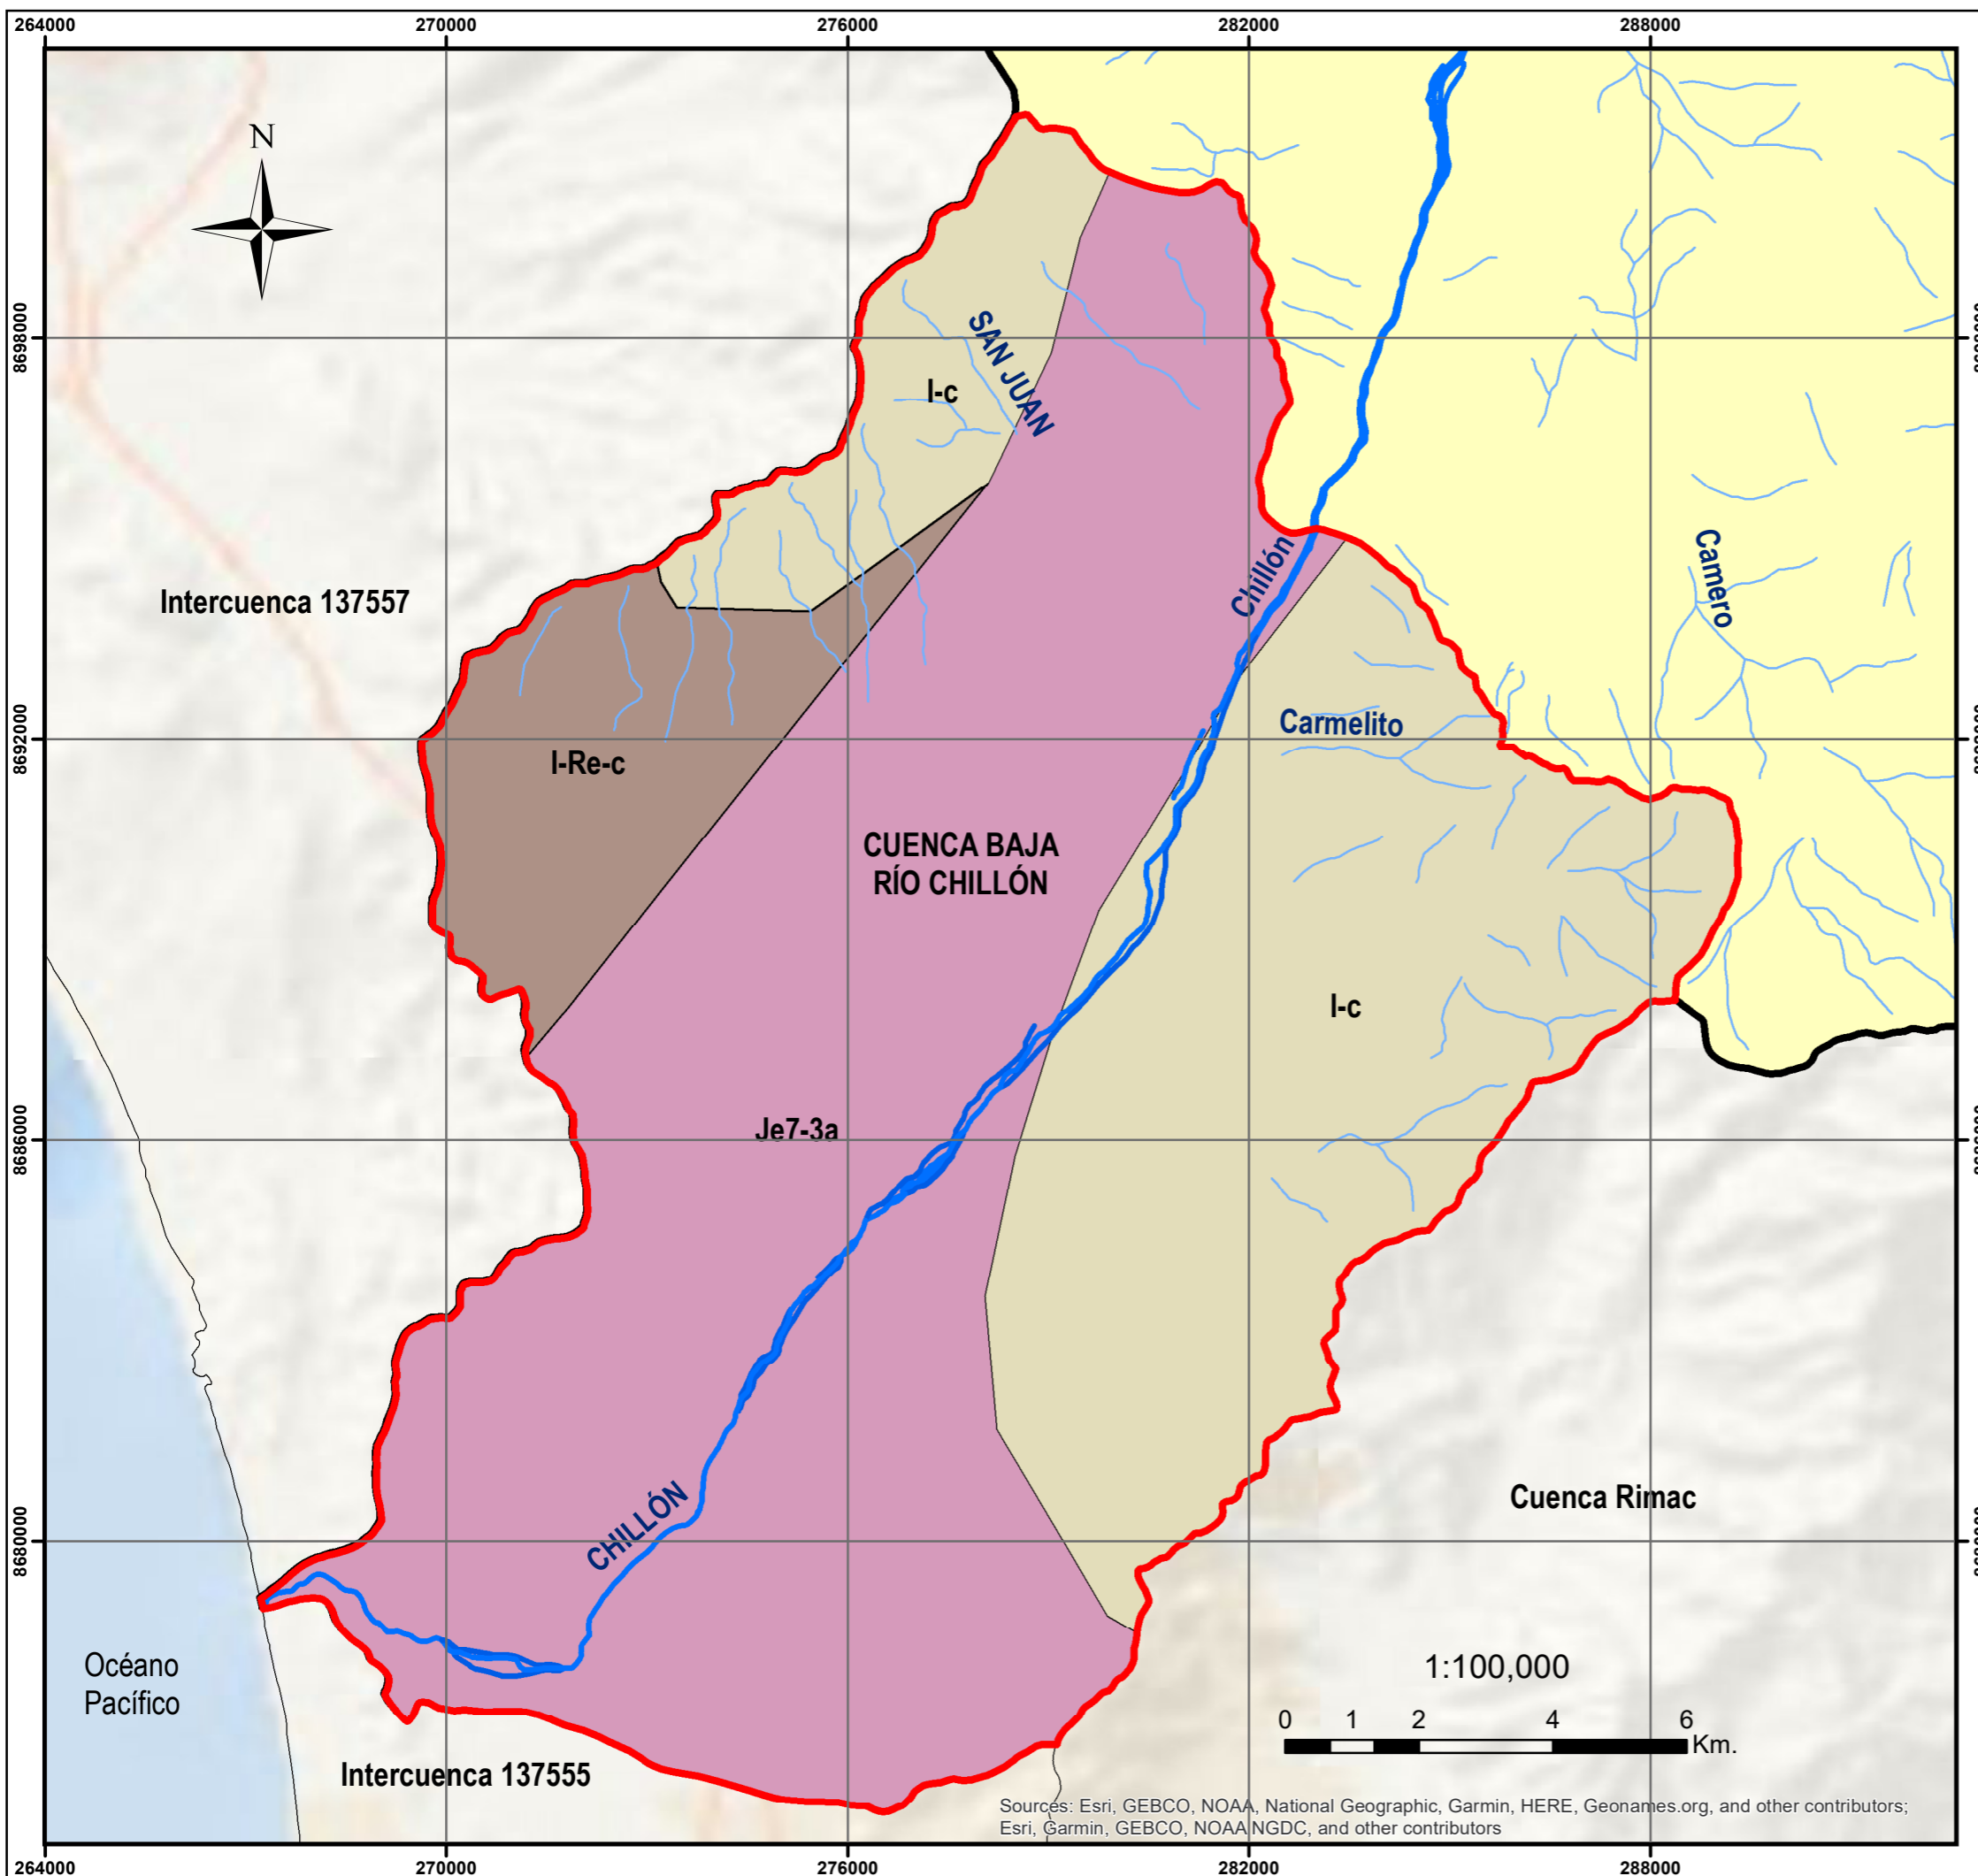 264000
270000
276000
282000
288000
N
8698000
SAN JUAN
I-c
Chillón
Camero
Intercuenca 137557
Carmelito
8692000
I-Re-c
CUENCA BAJA
RÍO CHILLÓN
I-c
Je7-3a
8686000
Cuenca Rimac
CHILLÓN
8680000
Océano
Pacífico
1:100,000
0 1 2 4 6
Km.
Intercuenca 137555
Sources: Esri, GEBCO, NOAA, National Geographic, Garmin, HERE, Geonames.org, and other contributors;
Esri, Garmin, GEBCO, NOAA NGDC, and other contributors
264000
270000
276000
282000
288000